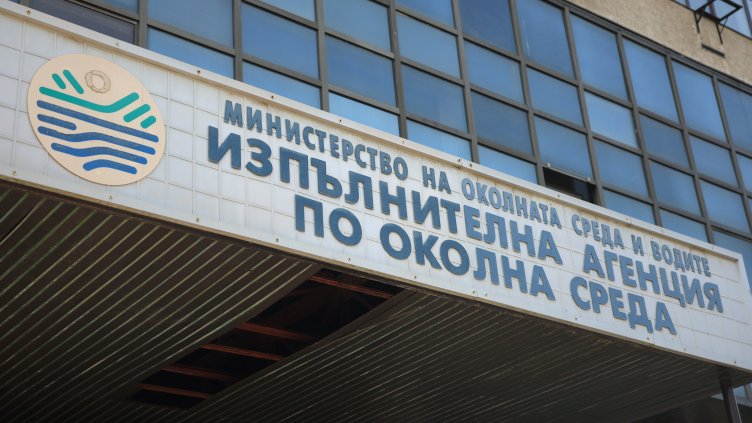 МИНИСТЕРСТВО НА ОКОЛНАТА СРЕДА И ВОДИТЕ
ИЗПЪЛНИТЕЛНА АГЕНЦИЯ
ПО ОКОЛНА СРЕДА